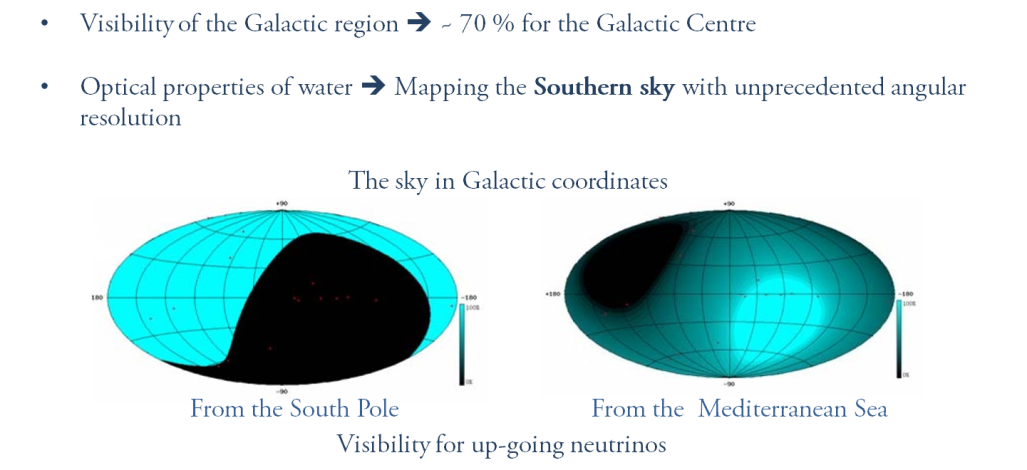 • Visibility of the Galactic region ➔ ~ 70 % for the Galactic Centre
• Optical properties of water ➔ Mapping the Southern sky with unprecedented angular
resolution
The sky in Galactic coordinates
+90
+90
180
-180
+180
-180
100%
100%
0%
0%
-90
-90
From the South Pole
From the Mediterranean Sea
Visibility for up-going neutrinos